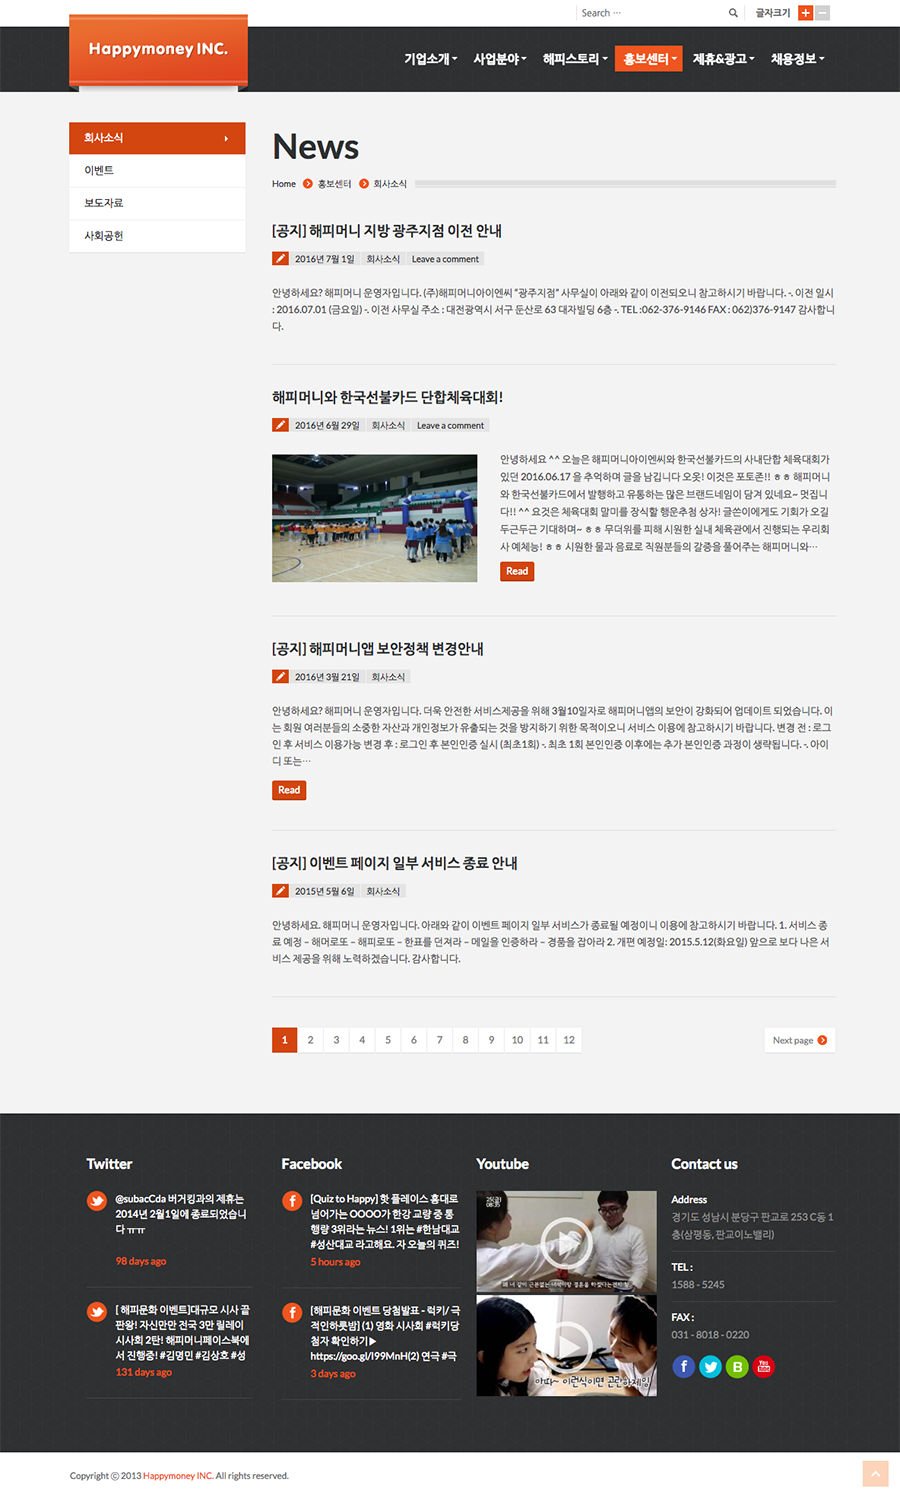 Search ...
글자크기
Happymoney INC.
기업소개 사업분야 해피스토리 홍보센터 제휴&광고 채용정보
회사소식
이벤트
보도자료
사회공헌
News
Home 홍보센터 회사소식
[공지] 해피머니 지방 광주지점 이전 안내
2016년 7월 1일 회사소식 Leave a comment
안녕하세요? 해피머니 운영자입니다. (주)해피머니아이엔씨 "광주지점" 사무실이 아래와 같이 이전되오니 참고하시기 바랍니다. -. 이전 일시
: 2016.07.01 (금요일) -. 이전 사무실 주소 : 대전광역시 서구 둔산로 63 대자빌딩 6층 -. TEL :062-376-9146 FAX : 062)376-9147 감사합니
다.
해피머니와 한국선불카드 단합체육대회!
2016년 6월 29일 회사소식 Leave a comment
안녕하세요 ^^ 오늘은 해피머니아이엔씨와 한국선불카드의 사내단합 체육대회가
있던 2016.06.17 을 추억하며 글을 남깁니다 오옷! 이것은 포토존!! ㅎㅎ 해피머니
와 한국선불카드에서 발행하고 유통하는 많은 브랜드네임이 담겨 있네요~ 멋집니
다!! ^^ 요것은 체육대회 말미를 장식할 행운추첨 상자! 글쓴이에게도 기회가 오길
두근두근 기대하며~ ㅎㅎ 무더위를 피해 시원한 실내 체육관에서 진행되는 우리회
사 예체능! ㅎㅎ 시원한 물과 음료로 직원분들의 갈증을 풀어주는 해피머니와…
Read
[공지] 해피머니앱 보안정책 변경안내
2016년 3월 21일 회사소식
안녕하세요? 해피머니 운영자입니다. 더욱 안전한 서비스제공을 위해 3월10일자로 해피머니앱의 보안이 강화되어 업데이트 되었습니다. 이
는 회원 여러분들의 소중한 자산과 개인정보가 유출되는 것을 방지하기 위한 목적이오니 서비스 이용에 참고하시기 바랍니다. 변경 전 : 로그
인 후 서비스 이용가능 변경 후 : 로그인 후 본인인증 실시 (최초1회) -. 최초 1회 본인인증 이후에는 추가 본인인증 과정이 생략됩니다. -. 아이
디 또는…
Read
[공지] 이벤트 페이지 일부 서비스 종료 안내
2015년 5월 6일 회사소식
안녕하세요. 해피머니 운영자입니다. 아래와 같이 이벤트 페이지 일부 서비스가 종료될 예정이니 이용에 참고하시기 바랍니다. 1. 서비스 종
료 예정 – 해머로또 – 해피로또 – 한표를 던져라 – 메일을 인증하라 – 경품을 잡아라 2. 개편 예정일: 2015.5.12(화요일) 앞으로 보다 나은 서
비스 제공을 위해 노력하겠습니다. 감사합니다.
1 2 3 4 5 6 7 8 9 10 11 12 Next page
Twitter
@subacCda 버거킹과의 제휴는
2014년 2월1에 종료되었습니
다 ㅠㅠ
98 days ago
[ 해피문화 이벤트]대규모 시사 끌
판왕! 자신만만 전국 3만 릴레이
시사회 2탄! 해피머니페이스북에
서 진행중! #김명민 #김상호 #성
131 days ago
Facebook
[Quiz to Happy] 핫 플레이스 홍대로
넘어가는 OOOO가 한강 교량 중 통
행량 3위라는 뉴스! 1위는 #한남대교
#성산대교 라고해요. 자 오늘의 퀴즈!
5 hours ago
[해피문화 이벤트 당첨발표 - 럭키/ 극
적인하룻밤] (1) 영화 시사회 #럭키당
첨자 확인하기▶
https://goo.gl/I99MnH(2) 연극 #극
3 days ago
Youtube
아따~ 이런식이면 곤란하제잉
Contact us
Address
경기도 성남시 분당구 판교로 253 C동 1
층(삼평동, 판교이노밸리)
TEL :
1588 - 5245
FAX :
031 - 8018 - 0220
Copyright ⓒ 2013 Happymoney INC. All rights reserved.